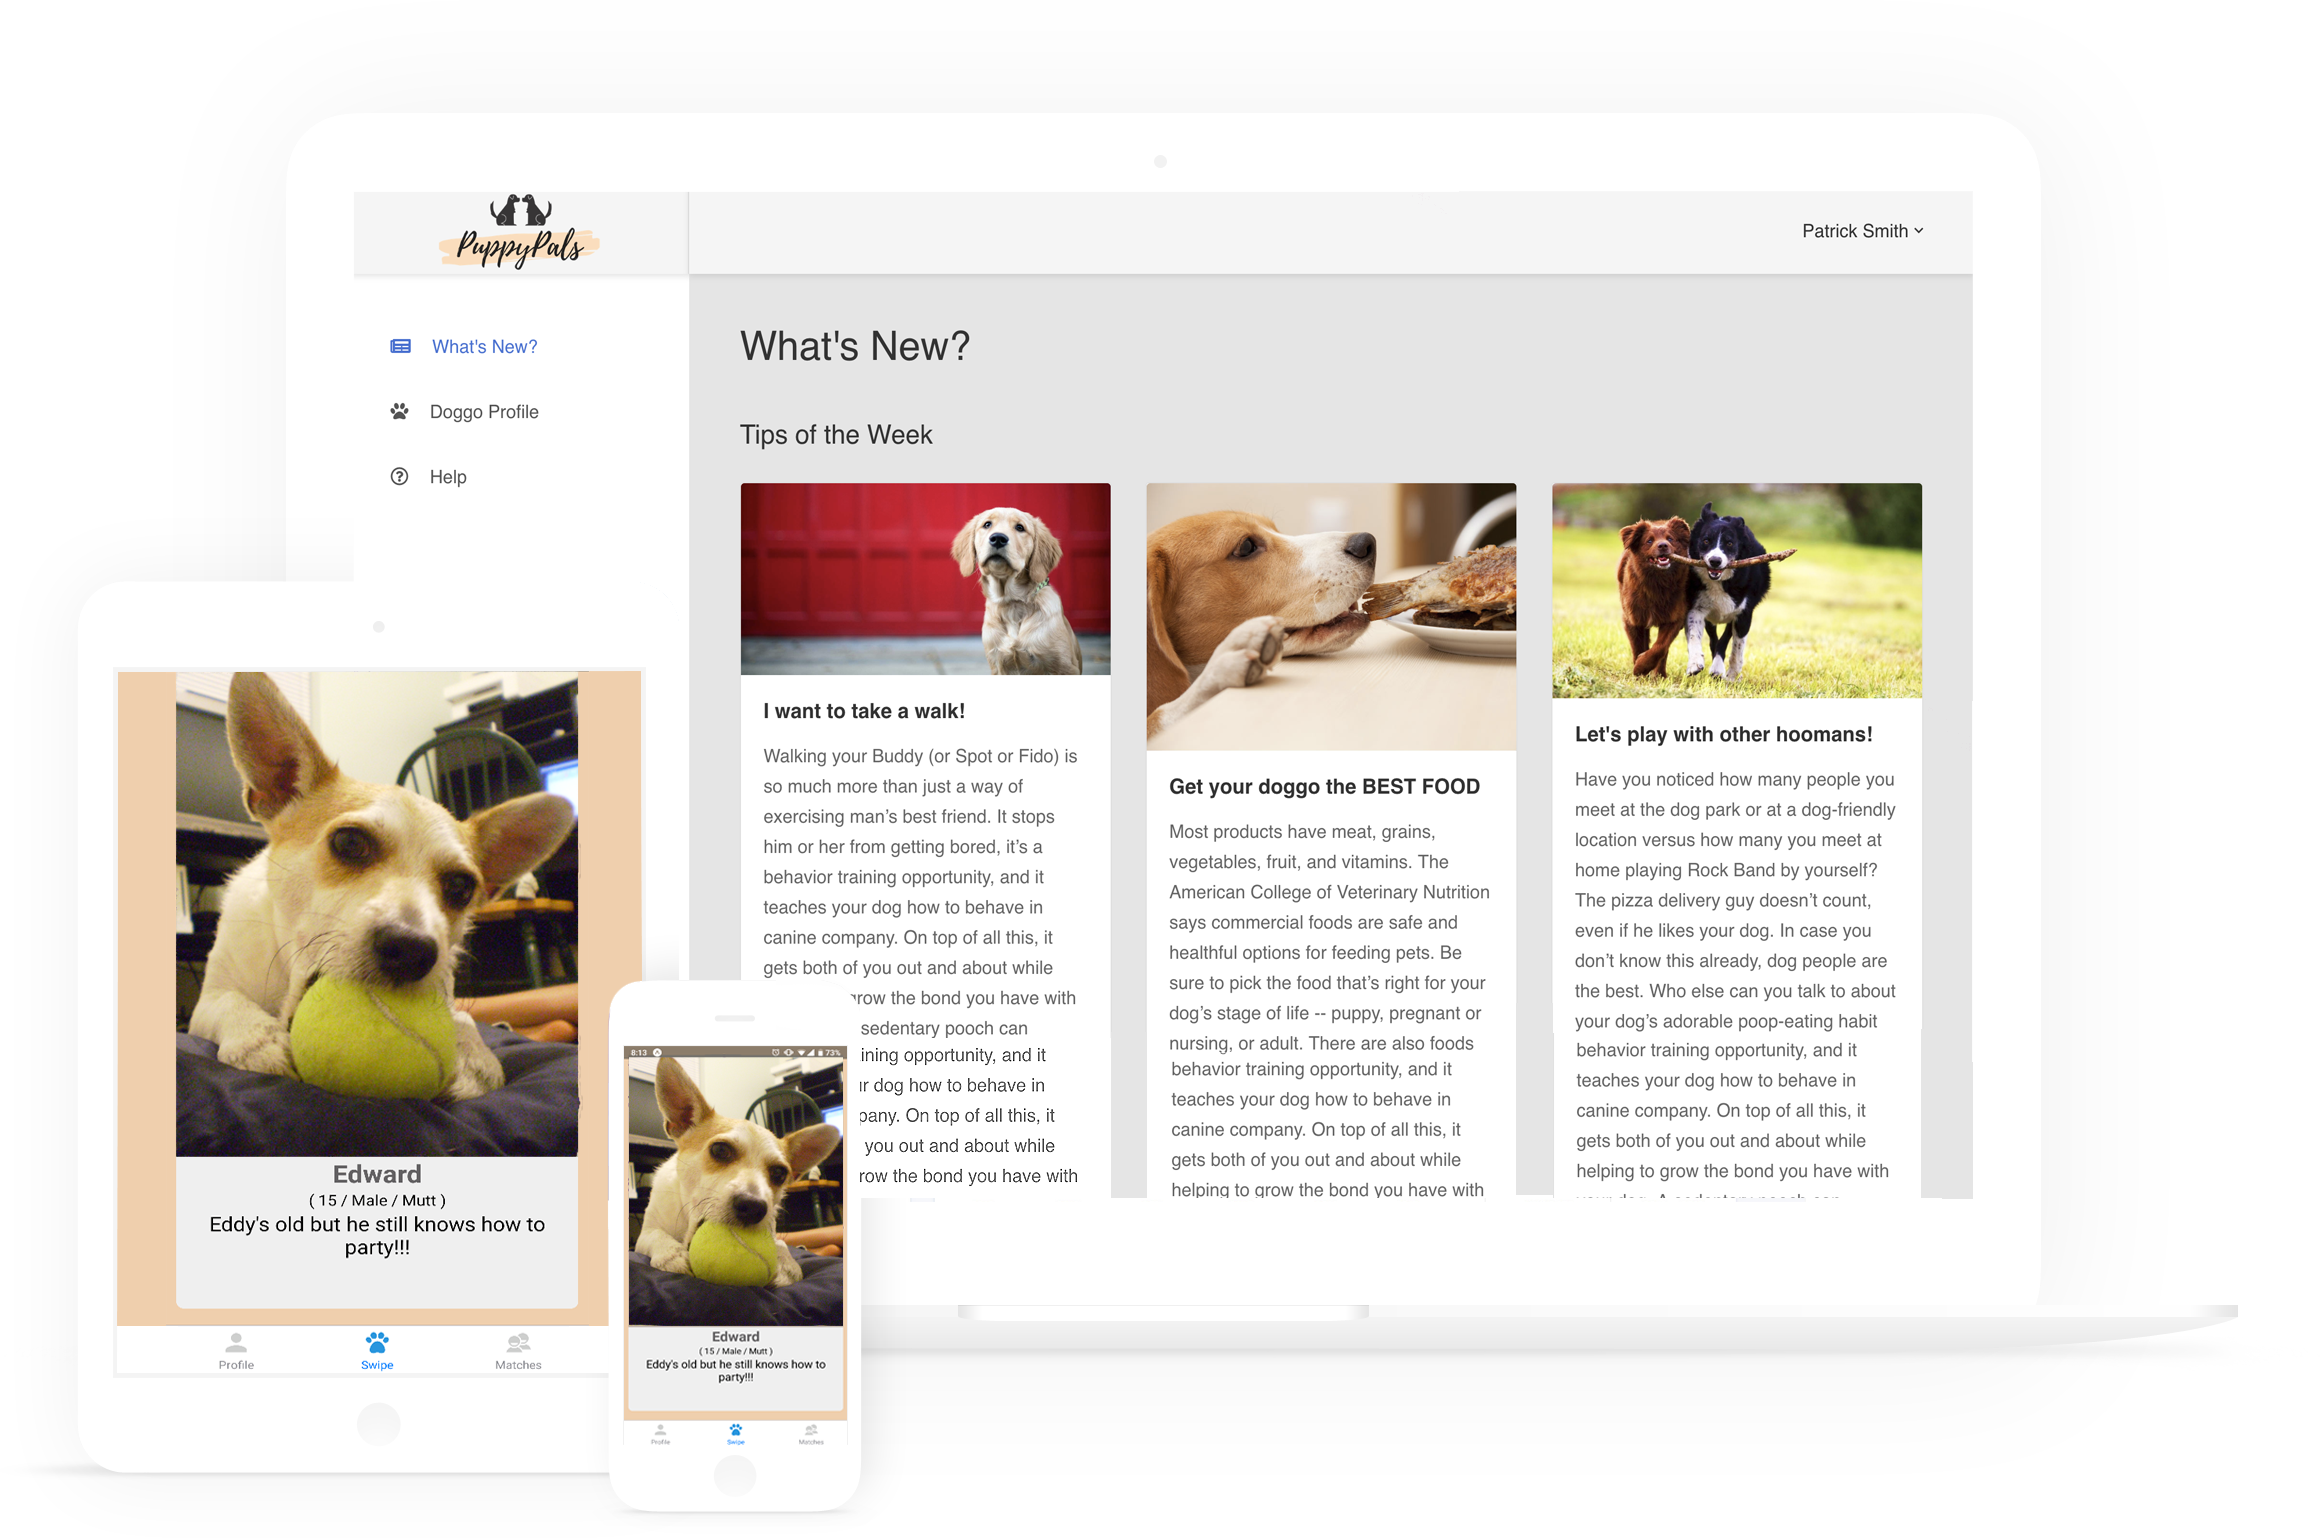 PuppyPals
Patrick Smith
What's New?
Doggo Profile
Help
What's New?
Tips of the Week
I want to take a walk!
Walking your Buddy (or Spot or Fido) is
so much more than just a way of
exercising man’s best friend. It stops
him or her from getting bored, it’s a
behavior training opportunity, and it
teaches your dog how to behave in
canine company. On top of all this, it
gets both of you out and about while
grow the bond you have with
sedentary pooch can
ining opportunity, and it
dog how to behave in
pany. On top of all this, it
you out and about while
row the bond you have with
Get your doggo the BEST FOOD
Most products have meat, grains,
vegetables, fruit, and vitamins. The
American College of Veterinary Nutrition
says commercial foods are safe and
healthful options for feeding pets. Be
sure to pick the food that’s right for your
dog’s stage of life -- puppy, pregnant or
nursing, or adult. There are also foods
behavior training opportunity, and it
teaches your dog how to behave in
canine company. On top of all this, it
gets both of you out and about while
helping to grow the bond you have with
Let's play with other hoomans!
Have you noticed how many people you
meet at the dog park or at a dog-friendly
location versus how many you meet at
home playing Rock Band by yourself?
The pizza delivery guy doesn’t count,
even if he likes your dog. In case you
don’t know this already, dog people are
the best. Who else can you talk to about
your dog’s adorable poop-eating habit
behavior training opportunity, and it
teaches your dog how to behave in
canine company. On top of all this, it
gets both of you out and about while
helping to grow the bond you have with
Edward
( 15 / Male / Mutt )
Eddy's old but he still knows how to
party!!!
Profile Swipe Matches
8:13 73%
Edward
( 15 / Male / Mutt )
Eddy's old but he still knows how to
party!!!
Profile Swipe Matches